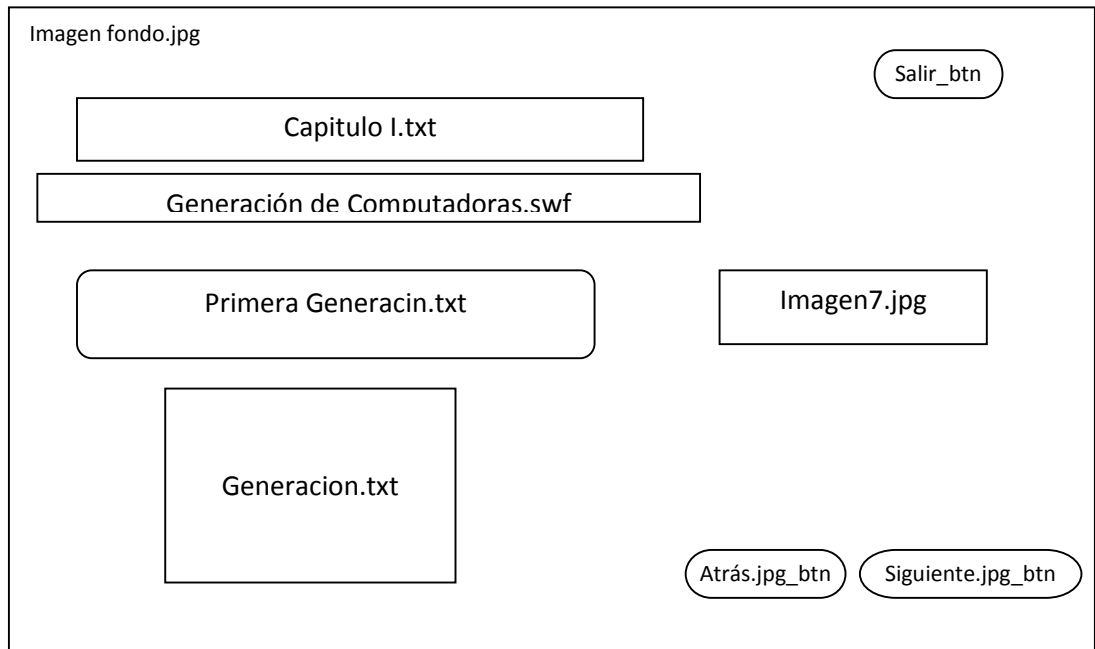 Imagen fondo.jpg
Salir_btn
Capitulo I.txt
Generación de Computadoras.swf
Primera Generacin.txt
Imagen7.jpg
Generacion.txt
Atrás.jpg_btn
Siguiente.jpg_btn